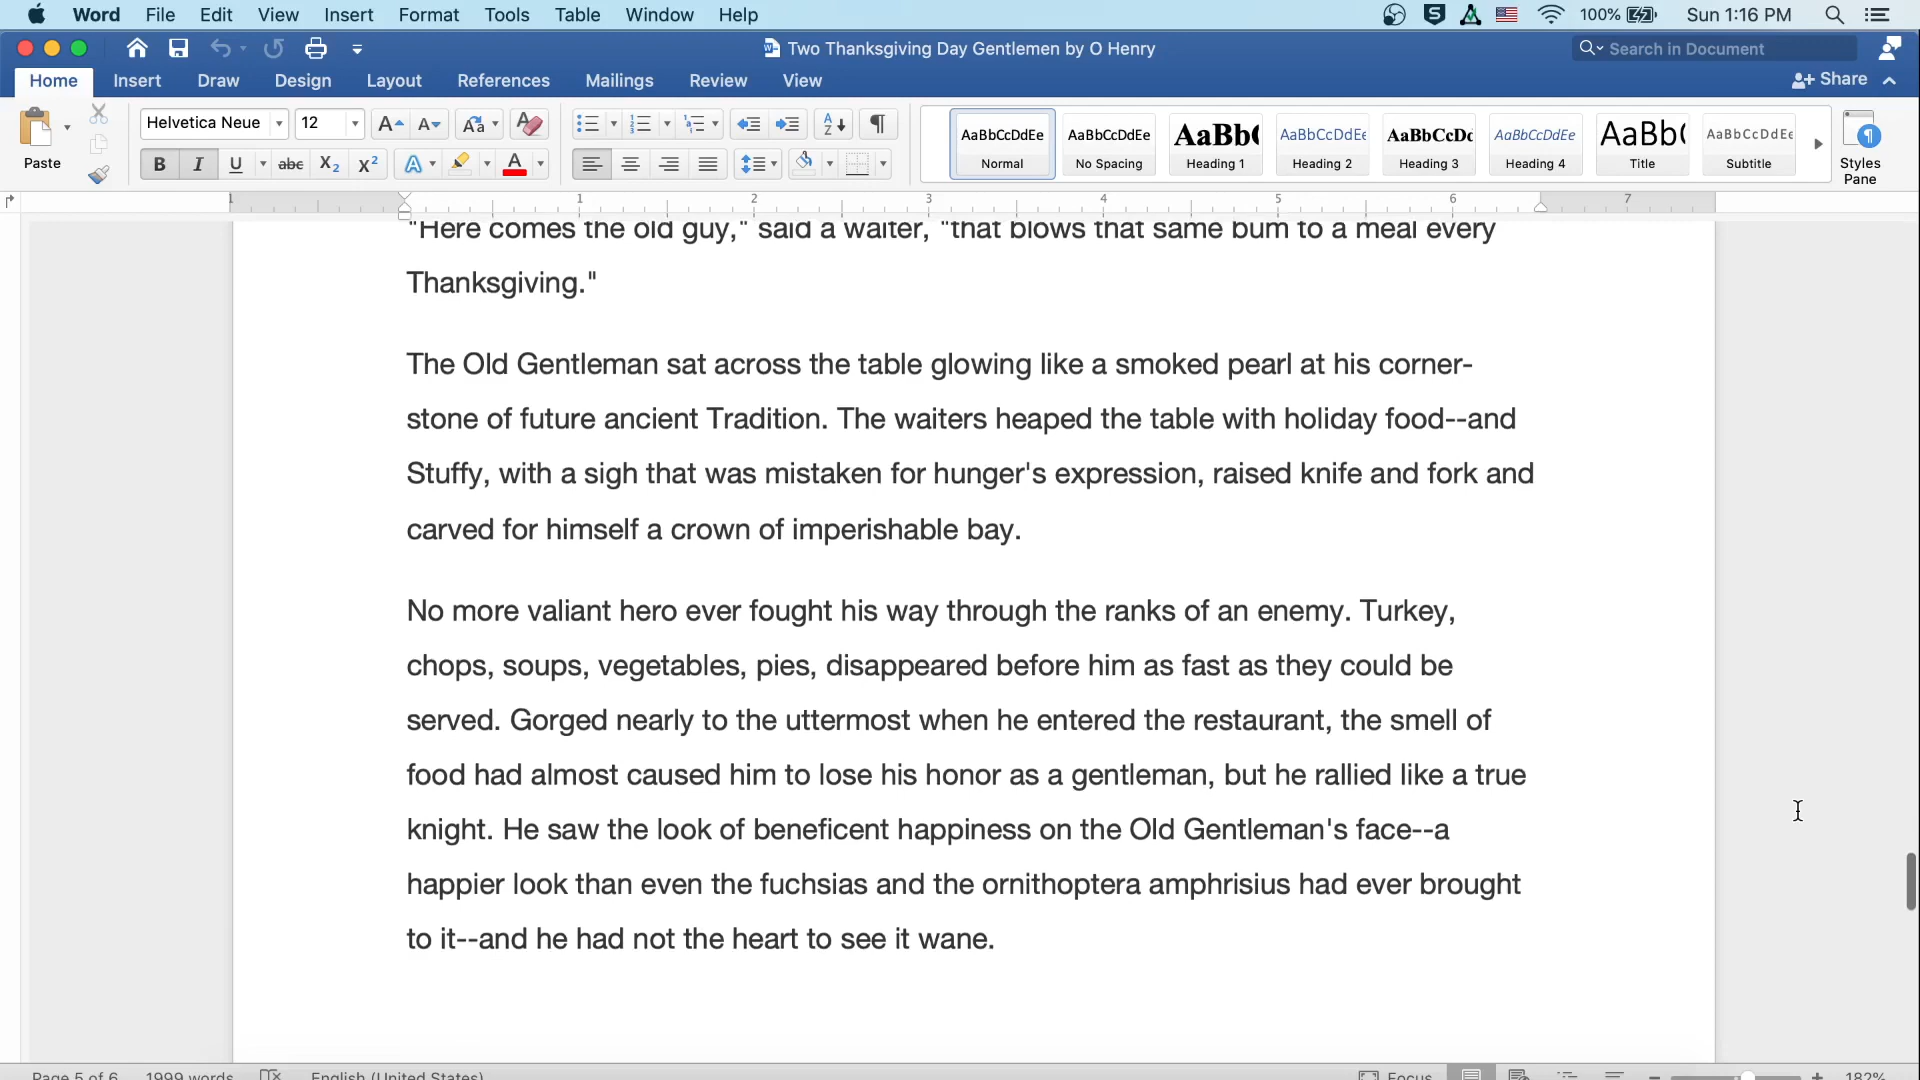 Word File Edit View Insert Format Tools Table Window Help 100% Sun 1:16 PM
Two Thanksgiving Day Gentlemen by O Henry Search in Document
Home Insert Draw Design Layout References Mailings Review View Share
Paste Helvetica Neue 12 AaBbCcDdEe Normal AaBbCcDdEe No Spacing AaBb( Heading 1 AaBbCcDdEe Heading 2 AaBbCcDc Heading 3 AaBbCcDdEe Heading 4 AaBb( Title AaBbCcDdEe Subtitle Styles Pane
B I U abc X₂ X² A A
1 1 2 3 4 5 6 7
"Here comes the old guy," said a waiter, "that blows that same bum to a meal every
Thanksgiving."
The Old Gentleman sat across the table glowing like a smoked pearl at his corner-
stone of future ancient Tradition. The waiters heaped the table with holiday food--and
Stuffy, with a sigh that was mistaken for hunger's expression, raised knife and fork and
carved for himself a crown of imperishable bay.
No more valiant hero ever fought his way through the ranks of an enemy. Turkey,
chops, soups, vegetables, pies, disappeared before him as fast as they could be
served. Gorged nearly to the uttermost when he entered the restaurant, the smell of
food had almost caused him to lose his honor as a gentleman, but he rallied like a true
knight. He saw the look of beneficent happiness on the Old Gentleman's face--a
happier look than even the fuchsias and the ornithoptera amphrisius had ever brought
to it--and he had not the heart to see it wane.
Page 5 of 6 1999 words English (United States) Focus 182%